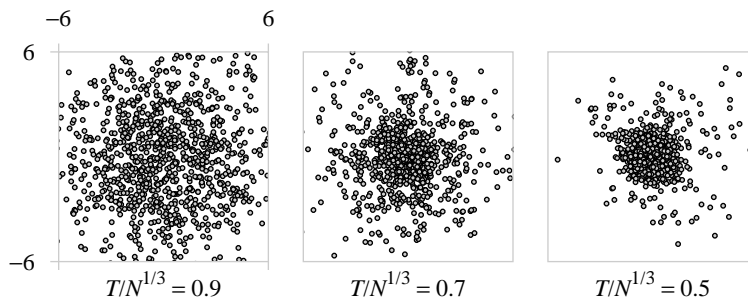 −6 6
6
−6
T/N^{1/3} = 0.9 T/N^{1/3} = 0.7 T/N^{1/3} = 0.5